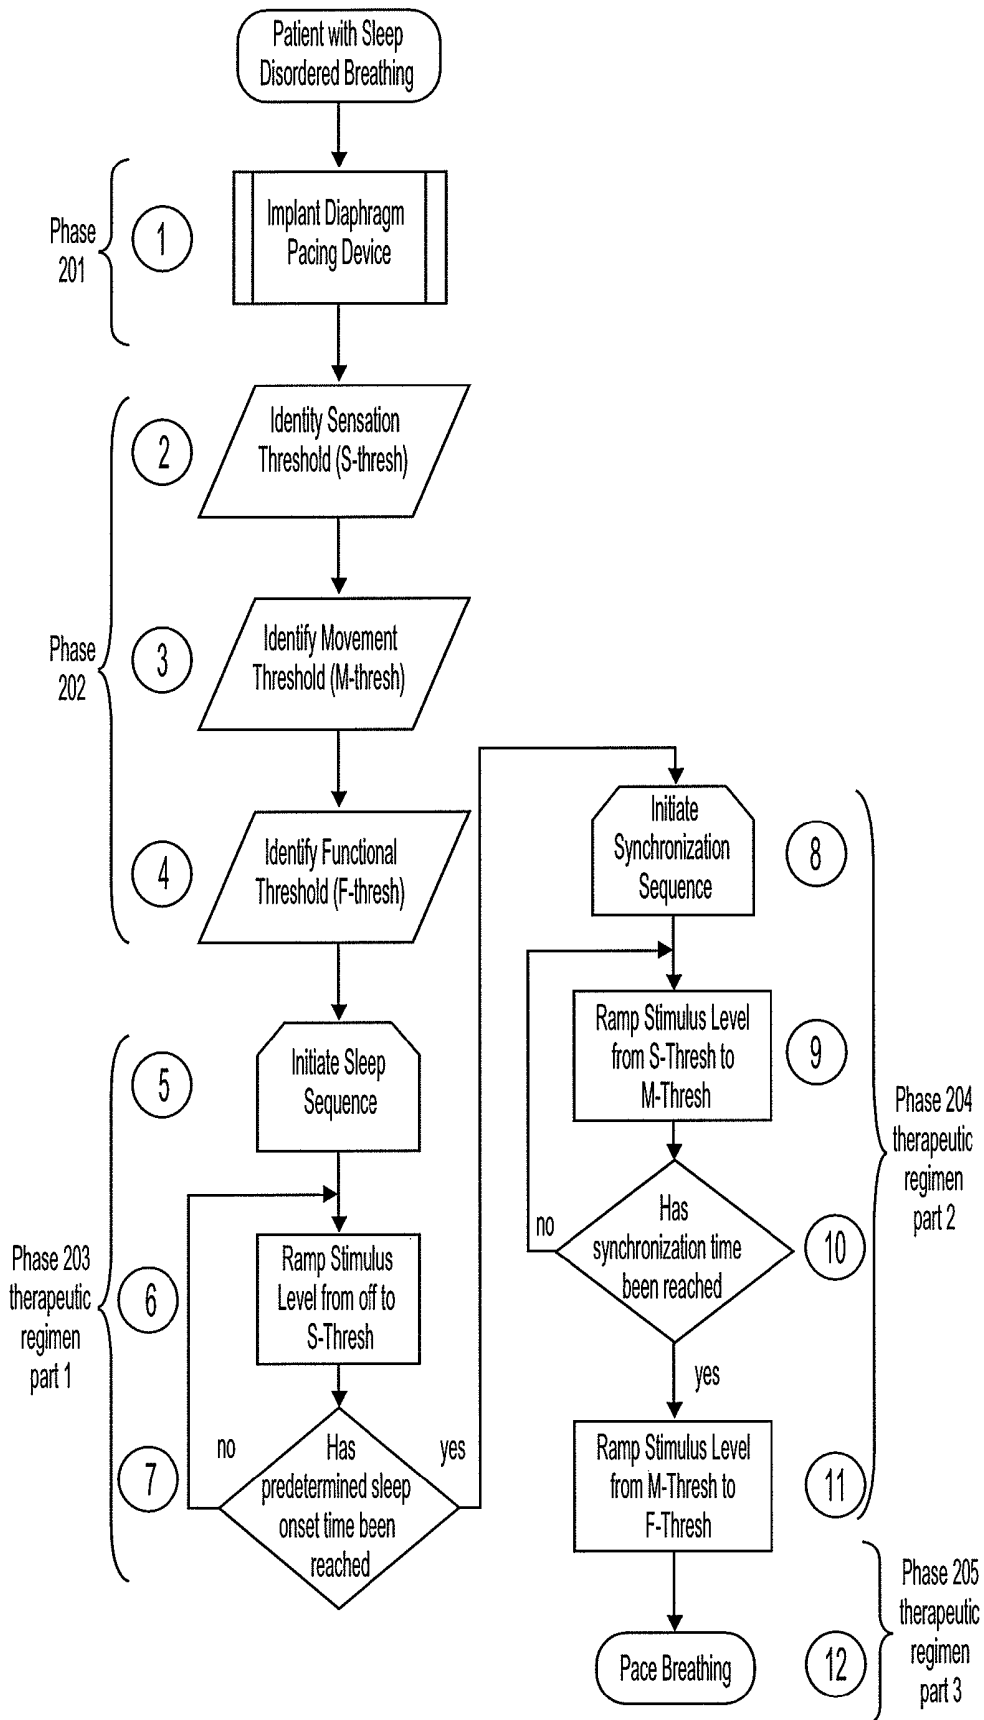 Patient with Sleep
Disordered Breathing
Phase
201
1
Implant Diaphragm
Pacing Device
Phase
202
2
Identify Sensation
Threshold (S-thresh)
3
Identify Movement
Threshold (M-thresh)
4
Identify Functional
Threshold (F-thresh)
Phase 203
therapeutic
regimen
part 1
5
Initiate Sleep
Sequence
6
Ramp Stimulus
Level from off to
S-Thresh
7
no
Has
predetermined sleep
onset time been
reached
yes
Initiate
Synchronization
Sequence
8
Ramp Stimulus Level
from S-Thresh to
M-Thresh
9
Phase 204
therapeutic
regimen
part 2
no
Has
synchronization time
been reached
10
yes
Ramp Stimulus Level
from M-Thresh to
F-Thresh
11
Phase 205
therapeutic
regimen
part 3
Pace Breathing
12